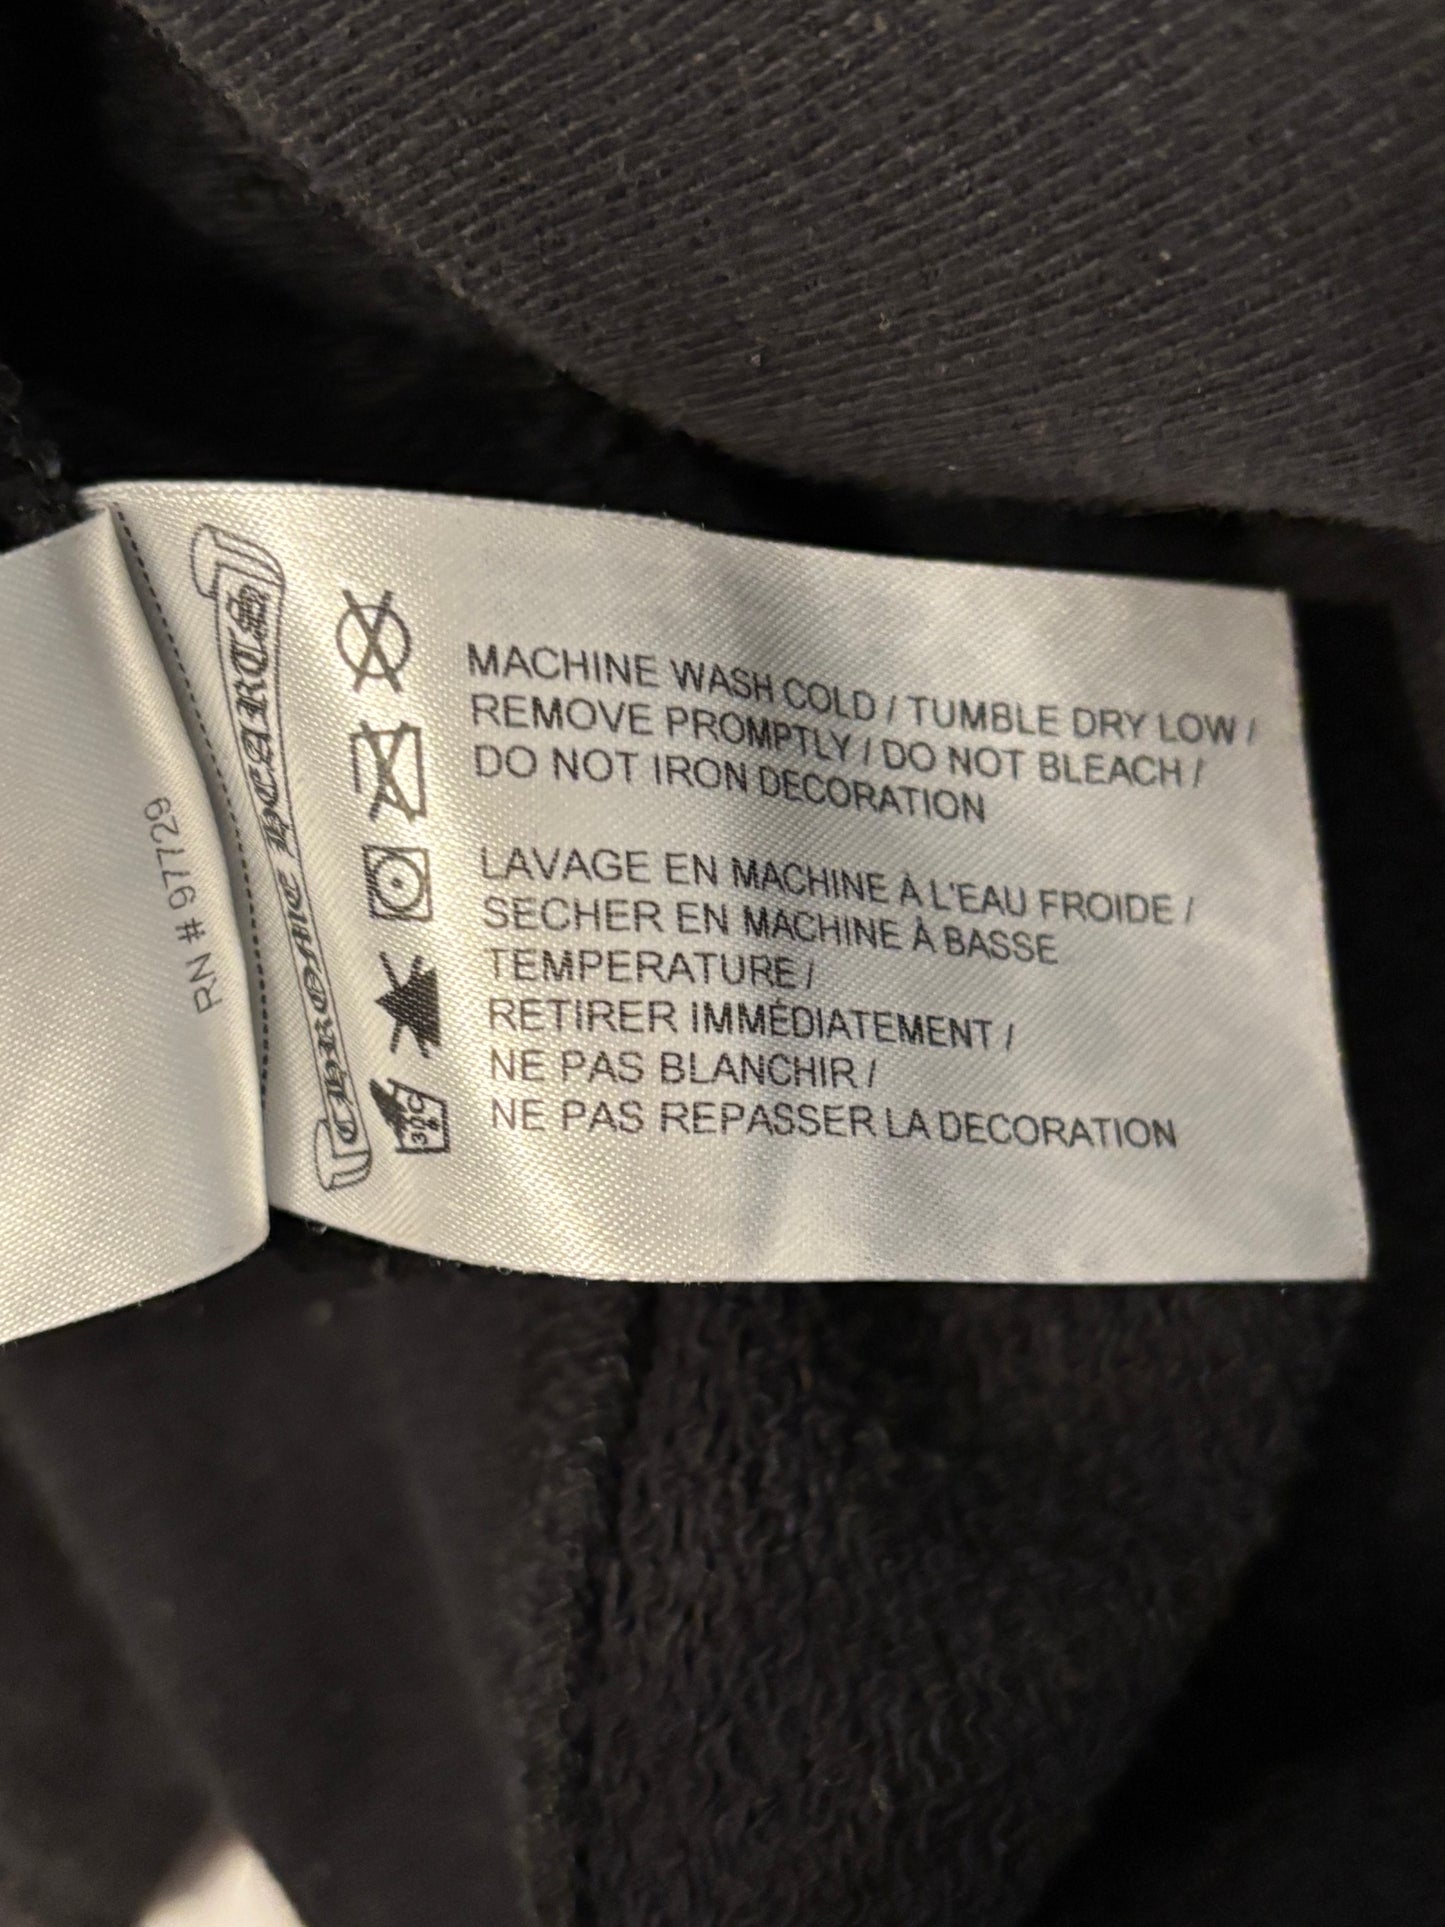 MACHINE WASH COLD / TUMBLE DRY LOW /
REMOVE PROMPTLY / DO NOT BLEACH /
DO NOT IRON DECORATION
LAVAGE EN MACHINE À L'EAU FROIDE /
SECHER EN MACHINE À BASSE
TEMPERATURE /
RETIRER IMMÉDIATEMENT /
NE PAS BLANCHIR /
NE PAS REPASSER LA DECORATION
CHROME HEARTS
30C
RN # 97729